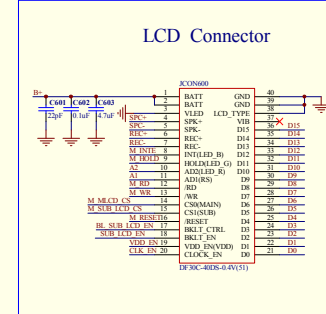 LCD Connector
JCON600
B+
C601 C602 C603
22pF 0.1uF 4.7uF
1 BATT GND 40
2 BATT GND 39
3 VLED LCD_TYPE 38
SPC+ 4 SPK+ VIB 37
SPC- 5 SPK- D15 36 D15
REC+ 6 REC+ D14 35 D14
REC- 7 REC- D13 34 D13
M_INTE 8 INT(LED_B) D12 33 D12
M_HOLD 9 HOLD(LED_G) D11 32 D11
A2 10 AD2(LED_R) D10 31 D10
A1 11 AD1(RS) D9 30 D9
M_RD 12 /RD D8 29 D8
M_WR 13 /WR D7 28 D7
M_MLCD_CS 14 CS0(MAIN) D6 27 D6
M_SUB_LCD_CS 15 CS1(SUB) D5 26 D5
M_RESET 16 /RESET D4 25 D4
BL_SUB_LCD_EN 17 BKLT_CTRL D3 24 D3
SUB_LCD_EN 18 BKLT_EN D2 23 D2
VDD_EN 19 VDD_EN(VDD) D1 22 D1
CLK_EN 20 CLOCK_EN D0 21 D0
DF30C-40DS-0.4V(51)